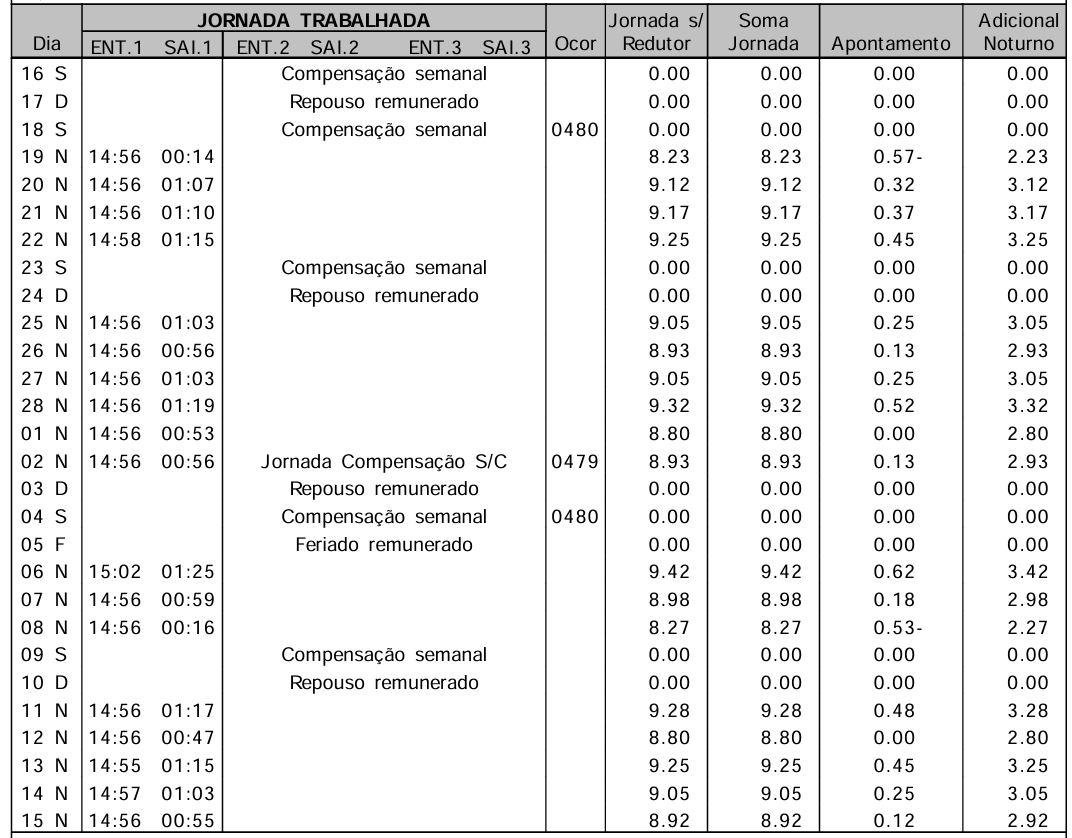 JORNADA TRABALHADA Jornada s/ Soma Adicional
Dia ENT.1 SAI.1 ENT.2 SAI.2 ENT.3 SAI.3 Ocor Redutor Jornada Apontamento Noturno
16 S Compensação semanal 0.00 0.00 0.00 0.00
17 D Repouso remunerado 0.00 0.00 0.00 0.00
18 S Compensação semanal 0480 0.00 0.00 0.00 0.00
19 N 14:56 00:14 8.23 8.23 0.57- 2.23
20 N 14:56 01:07 9.12 9.12 0.32 3.12
21 N 14:56 01:10 9.17 9.17 0.37 3.17
22 N 14:58 01:15 9.25 9.25 0.45 3.25
23 S Compensação semanal 0.00 0.00 0.00 0.00
24 D Repouso remunerado 0.00 0.00 0.00 0.00
25 N 14:56 01:03 9.05 9.05 0.25 3.05
26 N 14:56 00:56 8.93 8.93 0.13 2.93
27 N 14:56 01:03 9.05 9.05 0.25 3.05
28 N 14:56 01:19 9.32 9.32 0.52 3.32
01 N 14:56 00:53 8.80 8.80 0.00 2.80
02 N 14:56 00:56 Jornada Compensação S/C 0479 8.93 8.93 0.13 2.93
03 D Repouso remunerado 0.00 0.00 0.00 0.00
04 S Compensação semanal 0480 0.00 0.00 0.00 0.00
05 F Feriado remunerado 0.00 0.00 0.00 0.00
06 N 15:02 01:25 9.42 9.42 0.62 3.42
07 N 14:56 00:59 8.98 8.98 0.18 2.98
08 N 14:56 00:16 8.27 8.27 0.53- 2.27
09 S Compensação semanal 0.00 0.00 0.00 0.00
10 D Repouso remunerado 0.00 0.00 0.00 0.00
11 N 14:56 01:17 9.28 9.28 0.48 3.28
12 N 14:56 00:47 8.80 8.80 0.00 2.80
13 N 14:55 01:15 9.25 9.25 0.45 3.25
14 N 14:57 01:03 9.05 9.05 0.25 3.05
15 N 14:56 00:55 8.92 8.92 0.12 2.92